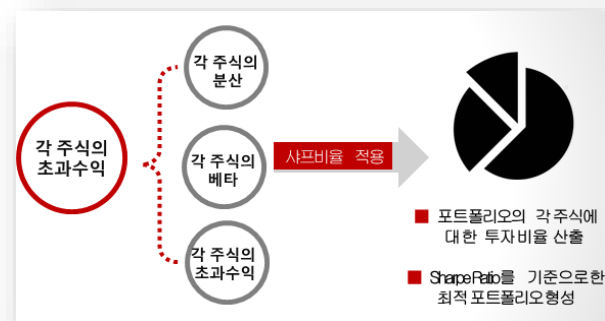 각 주식의
초과수익
각 주식의
분산
각 주식의
베타
각 주식의
초과수익
샤프비율 적용
포트폴리오의 각 주식에
대한 투자비율 산출
Sharpe Ratio를 기준으로한
최적 포트폴리오형성